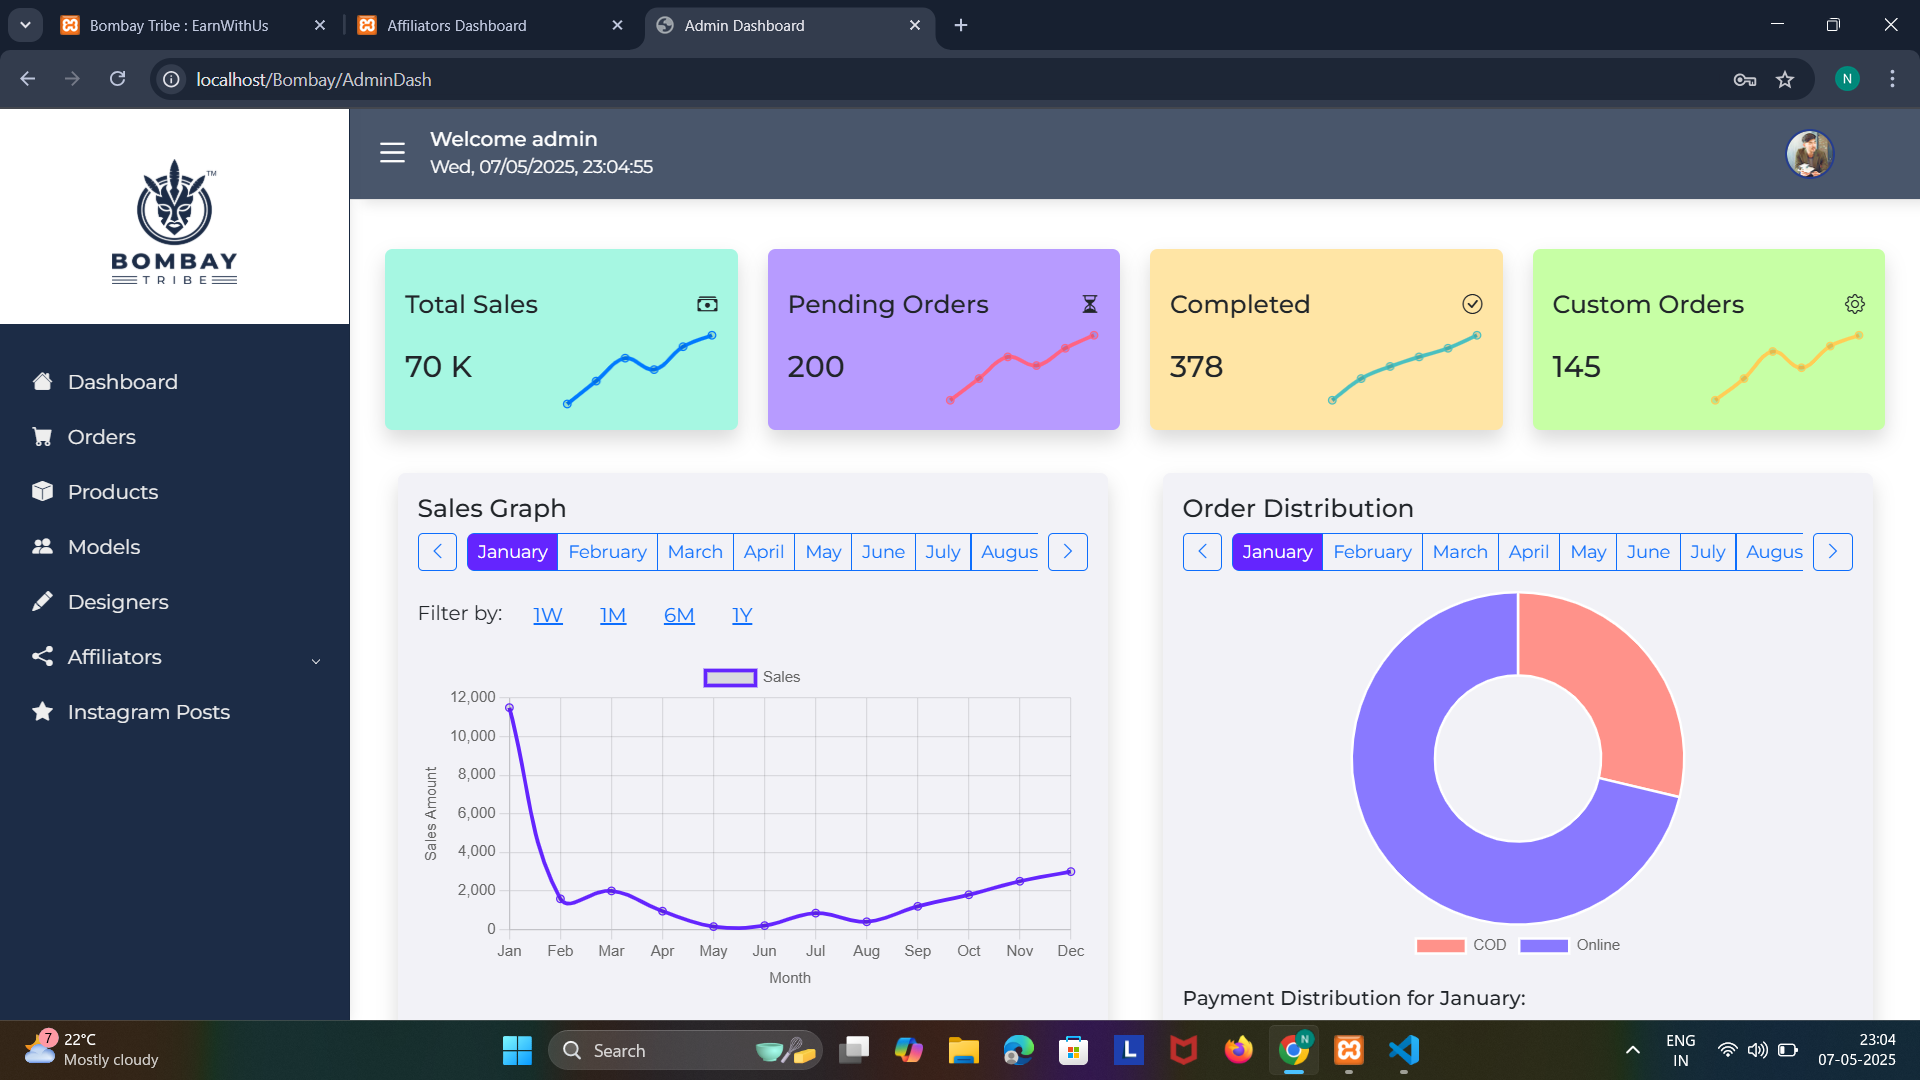 Bombay Tribe : EarnWithUs
Affiliators Dashboard
Admin Dashboard
localhost/Bombay/AdminDash
N
BOMBAY
TRIBE
TM
Dashboard
Orders
Products
Models
Designers
Affiliators
Instagram Posts
Welcome admin
Wed, 07/05/2025, 23:04:55
Total Sales
70 K
Pending Orders
200
Completed
378
Custom Orders
145
Sales Graph
January February March April May June July Augus
Filter by: 1W 1M 6M 1Y
Sales
12,000
10,000
8,000
6,000
4,000
2,000
0
Sales Amount
Jan Feb Mar Apr May Jun Jul Aug Sep Oct Nov Dec
Month
Order Distribution
January February March April May June July Augus
COD Online
Payment Distribution for January:
7
22°C
Mostly cloudy
Search
L
N
ENG
IN
23:04
07-05-2025